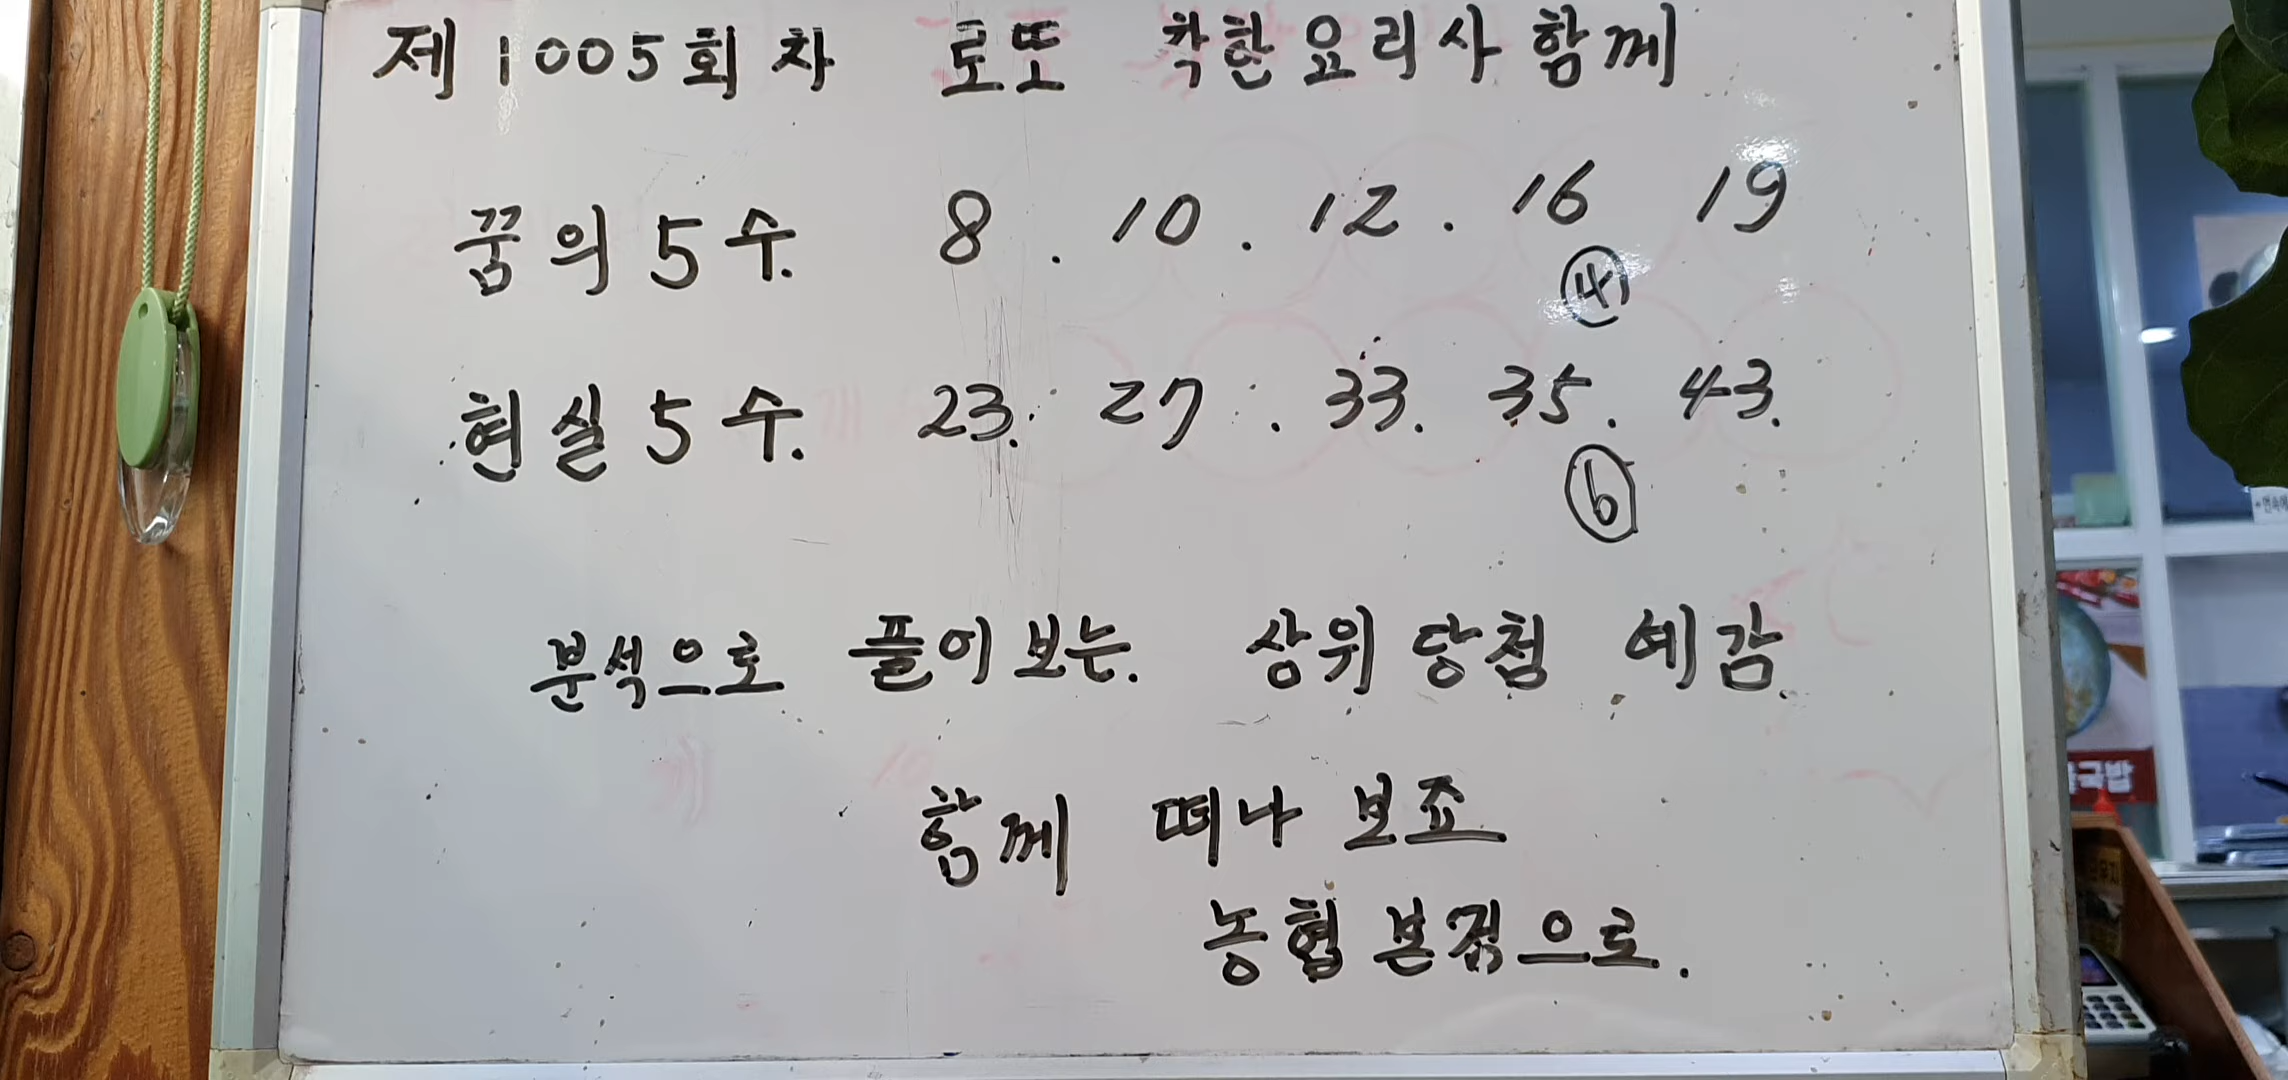 제 1005회 차 토또 착한요리사 함께
꿈의 5수. 8 . 10 . 12 . 16 19
④
현실 5수. 23. 27 . 33. 35. 43.
⑥
분석으로 풀이 보는. 상위 당첨 예감.
함께 떠나 보죠
농협 본점으로.
국밥